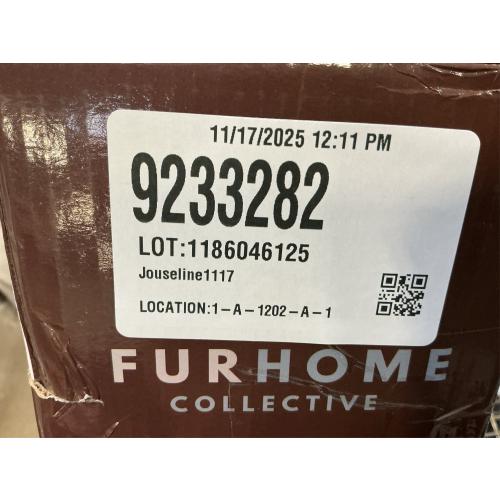 11/17/2025 12:11 PM
9233282
LOT:1186046125
Jouseline1117
LOCATION:1-A-1202-A-1
FURHOME
COLLECTIVE